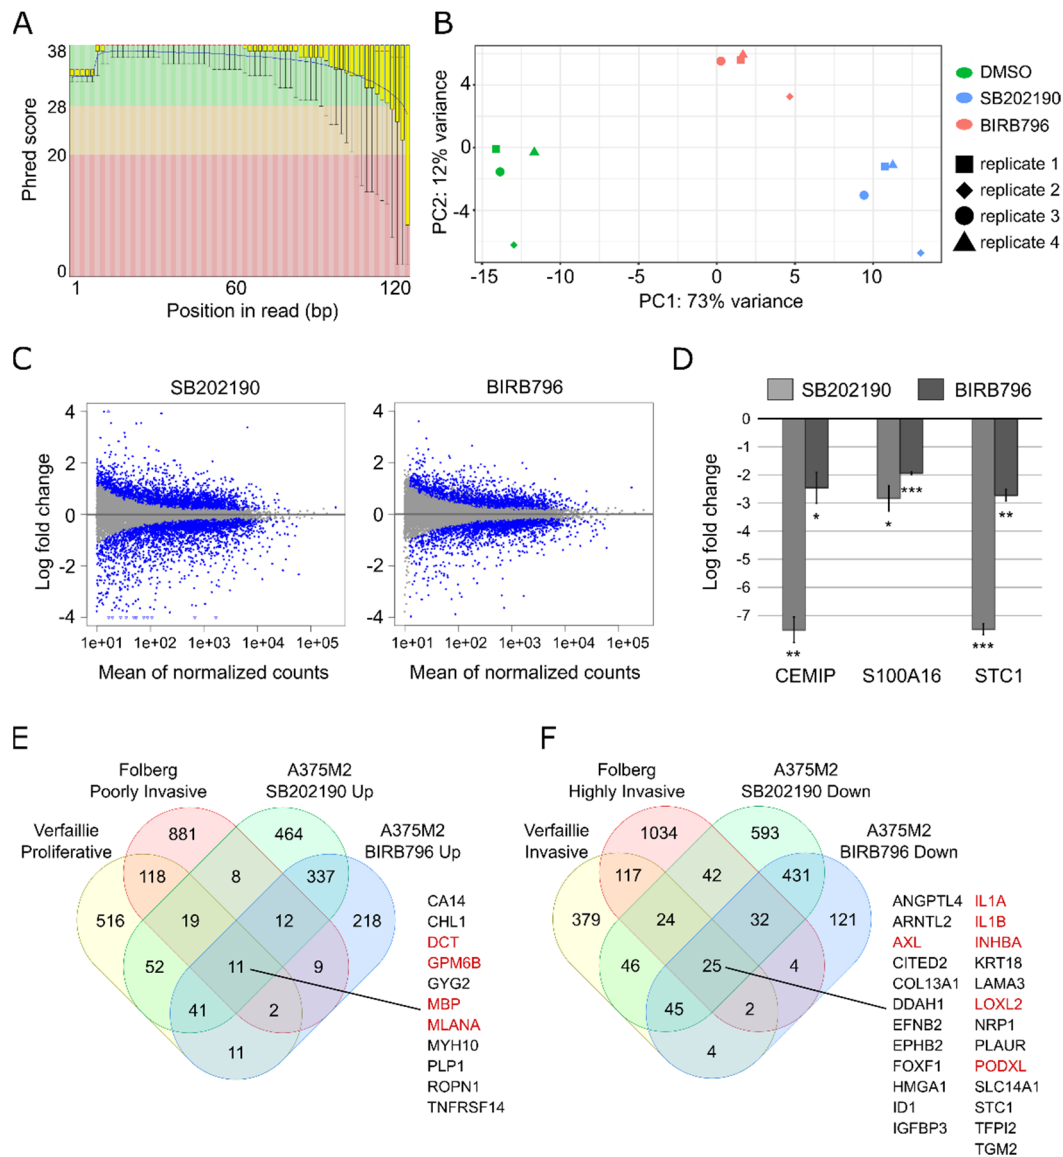 A
38
28
20
0
Phred score
1
60
120
Position in read (bp)
B
4
0
-4
PC2: 12% variance
-15
-10
-5
0
5
10
PC1: 73% variance
DMSO
SB202190
BIRB796
replicate 1
replicate 2
replicate 3
replicate 4
C
SB202190
BIRB796
4
2
0
-2
-4
Log fold change
1e+01
1e+02
1e+03
1e+04
1e+05
Mean of normalized counts
4
2
0
-2
-4
1e+01
1e+02
1e+03
1e+04
1e+05
Mean of normalized counts
D
SB202190
BIRB796
0
-1
-2
-3
-4
-5
-6
-7
Log fold change
**
*
*
***
***
**
CEMIP
S100A16
STC1
E
Folberg
Poorly Invasive
A375M2
SB202190 Up
Verfaillie
Proliferative
A375M2
BIRB796 Up
881
464
118
8
337
516
19
12
218
52
11
9
41
2
11
CA14
CHL1
DCT
GPM6B
GYG2
MBP
MLANA
MYH10
PLP1
ROPN1
TNFRSF14
F
Folberg
Highly Invasive
A375M2
SB202190 Down
Verfaillie
Invasive
A375M2
BIRB796 Down
1034
593
117
42
431
379
24
32
121
46
25
4
45
2
4
ANGPTL4
ARNTL2
AXL
CITED2
COL13A1
DDAH1
EFNB2
EPHB2
FOXF1
HMGA1
ID1
IGFBP3
IL1A
IL1B
INHBA
KRT18
LAMA3
LOXL2
NRP1
PLAUR
PODXL
SLC14A1
STC1
TFPI2
TGM2